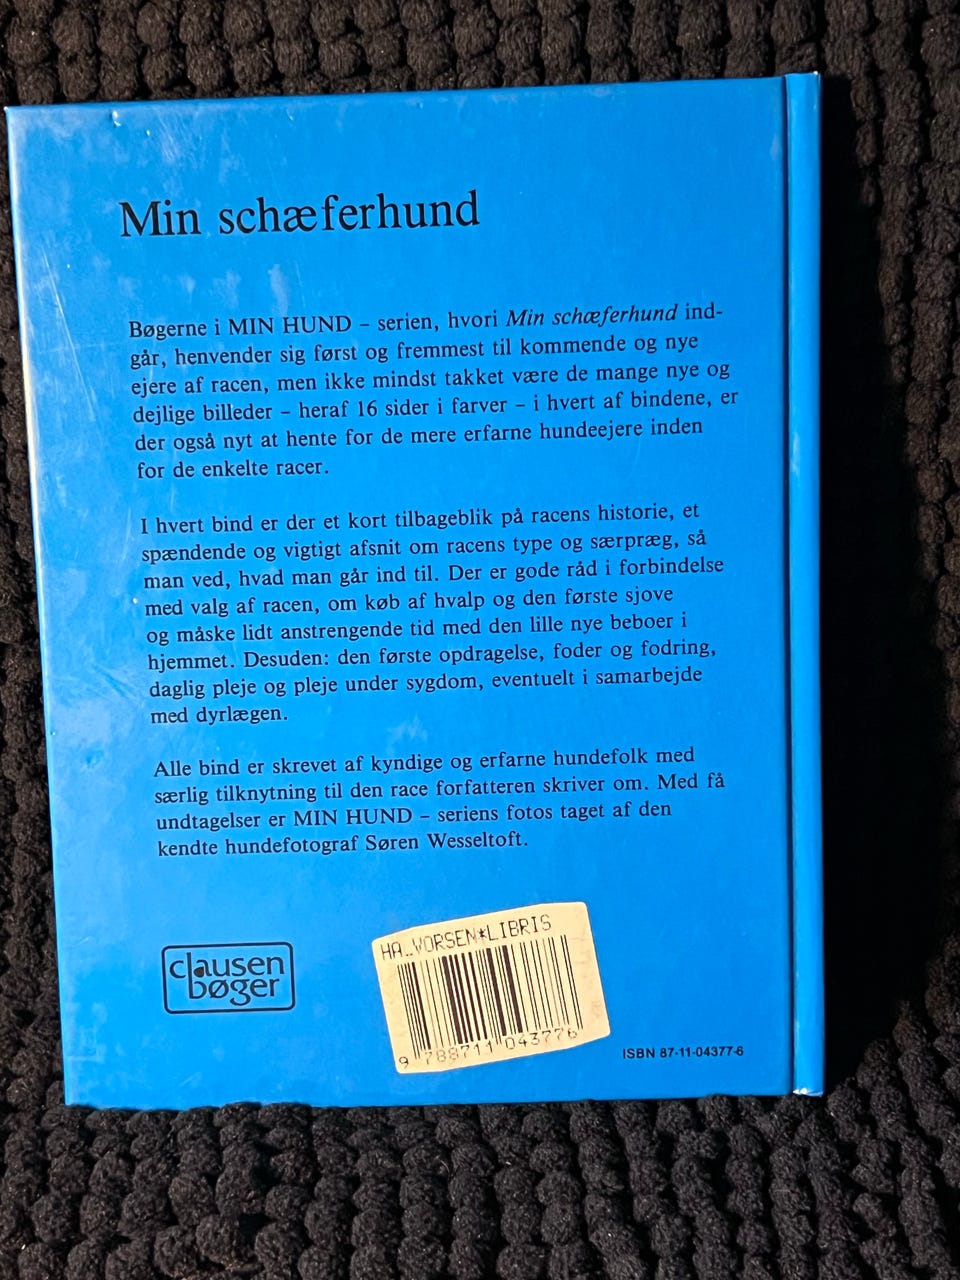 Min schæferhund
Bøgerne i MIN HUND – serien, hvori Min schæferhund ind-
går, henvender sig først og fremmest til kommende og nye
ejere af racen, men ikke mindst takket være de mange nye og
dejlige billeder – heraf 16 sider i farver – i hvert af bindene, er
der også nyt at hente for de mere erfarne hundeejere inden
for de enkelte racer.
I hvert bind er der et kort tilbageblik på racens historie, et
spændende og vigtigt afsnit om racens type og særpræg, så
man ved, hvad man går ind til. Der er gode råd i forbindelse
med valg af racen, om køb af hvalp og den første sjove
og måske lidt anstrengende tid med den lille nye beboer i
hjemmet. Desuden: den første opdragelse, foder og fodring,
daglig pleje og pleje under sygdom, eventuelt i samarbejde
med dyrlægen.
Alle bind er skrevet af kyndige og erfarne hundefolk med
særlig tilknytning til den race forfatteren skriver om. Med få
undtagelser er MIN HUND – seriens fotos taget af den
kendte hundefotograf Søren Wesseltoft.
clausen
bøger
HA_VORSEN*LIBRIS
9 788711 043776
ISBN 87-11-04377-6